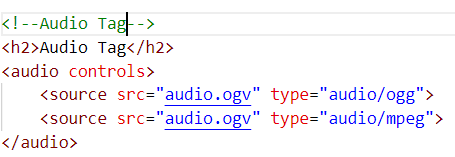 <!--Audio Tag-->
<h2>Audio Tag</h2>
<audio controls>
<source src="audio.ogv" type="audio/ogg">
<source src="audio.ogv" type="audio/mpeg">
</audio>